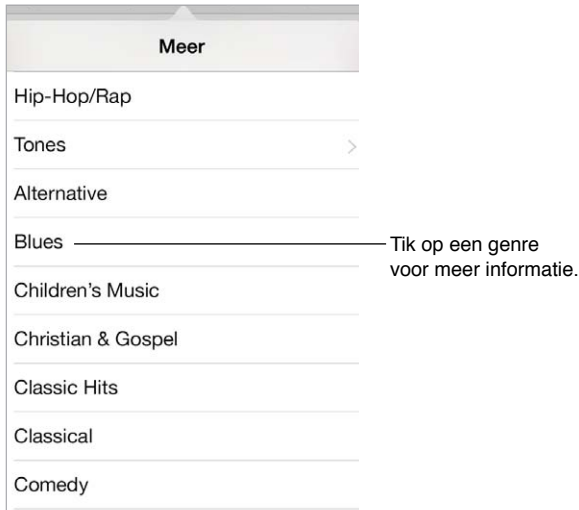 Meer
Hip-Hop/Rap
Tones
Alternative
Blues
Tik op een genre
voor meer informatie.
Children's Music
Christian & Gospel
Classic Hits
Classical
Comedy